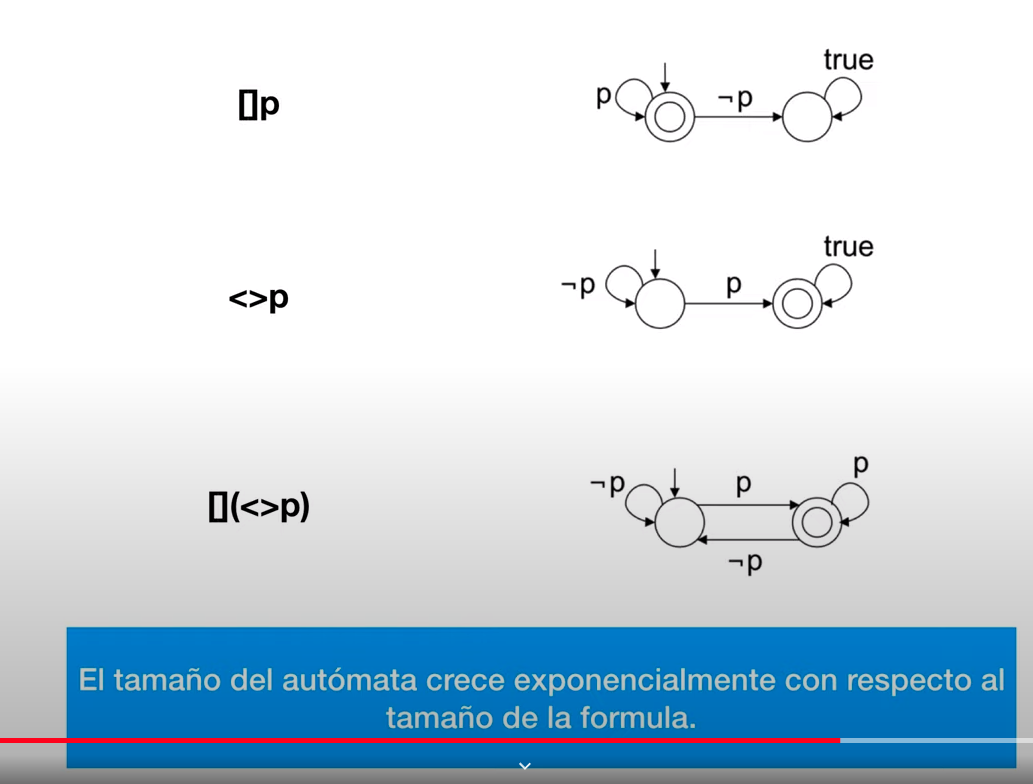 []p
true
p
¬p
<>p
true
¬p
p
[](<>p)
p
¬p
p
¬p
El tamaño del autómata crece exponencialmente con respecto al
tamaño de la formula.